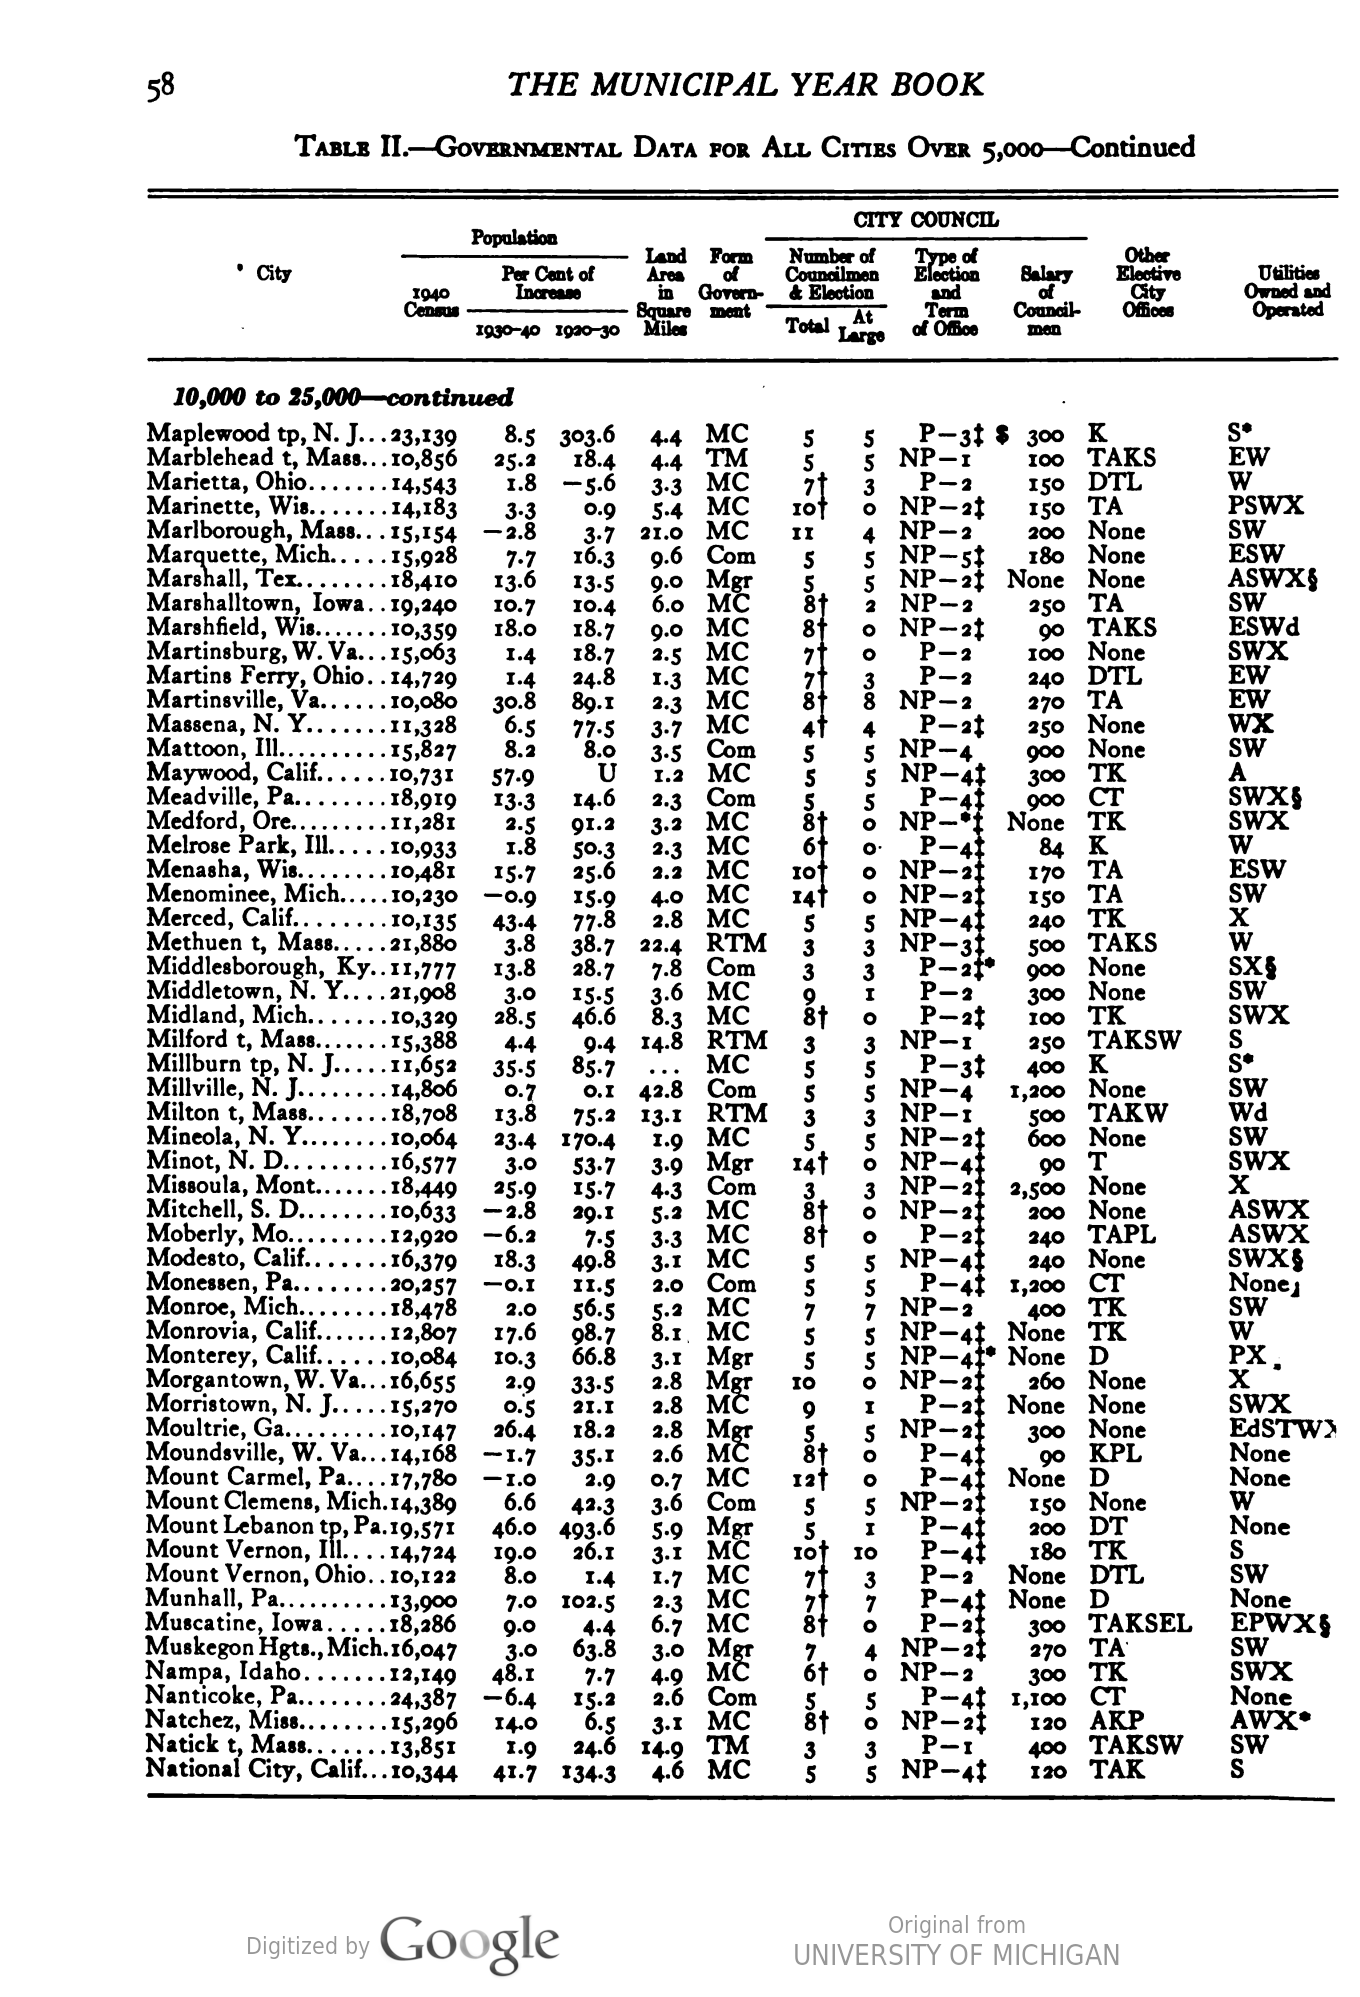 58 THE MUNICIPAL YEAR BOOK
TABLE II.—GOVERNMENTAL DATA FOR ALL CITIES OVER 5,000—Continued
CITY COUNCIL
Population
City
1940 Census
Per Cent of Increase
1930-40 1920-30
Land Area in Square Miles
Form of Govern- ment
Number of Councilmen & Election
Total At Large
Type of Election and Term of Office
Salary of Council- men
Other Elective City Offices
Utilities Owned and Operated
10,000 to 25,000—continued
Maplewood tp, N. J...23,139 8.5 303.6 4.4 MC 5 5 P-3‡ $ 300 K S*
Marblehead t, Mass...10,856 25.2 18.4 4.4 TM 5 5 NP-1 100 TAKS EW
Marietta, Ohio.......14,543 1.8 -5.6 3.3 MC 7† 3 P-2 150 DTL W
Marinette, Wis.......14,183 3.3 0.9 5.4 MC 10† 0 NP-2‡ 150 TA PSWX
Marlborough, Mass...15,154 -2.8 3.7 21.0 MC 11 4 NP-2 200 None SW
Marquette, Mich.....15,928 7.7 16.3 9.6 Com 5 5 NP-5‡ 180 None ESW
Marshall, Tex........18,410 13.6 13.5 9.0 Mgr 5 5 NP-2‡ None None ASWX§
Marshalltown, Iowa..19,240 10.7 10.4 6.0 MC 8† 2 NP-2 250 TA SW
Marshfield, Wis.......10,359 18.0 18.7 9.0 MC 8† 0 NP-2‡ 90 TAKS ESWd
Martinsburg, W. Va...15,063 1.4 18.7 2.5 MC 7† 0 P-2 100 None SWX
Martins Ferry, Ohio..14,729 1.4 24.8 1.3 MC 7† 3 P-2 240 DTL EW
Martinsville, Va......10,080 30.8 89.1 2.3 MC 8† 8 NP-2 270 TA EW
Massena, N. Y.......11,328 6.5 77.5 3.7 MC 4† 4 P-2‡ 250 None WX
Mattoon, Ill..........15,827 8.2 8.0 3.5 Com 5 5 NP-4 900 None SW
Maywood, Calif......10,731 57.9 U 1.2 MC 5 5 NP-4‡ 300 TK A
Meadville, Pa........18,919 13.3 14.6 2.3 Com 5 5 P-4‡ 900 CT SWX§
Medford, Ore.........11,281 2.5 91.2 3.2 MC 8† 0 NP-*‡ None TK SWX
Melrose Park, Ill.....10,933 1.8 50.3 2.3 MC 6† 0 P-4‡ 84 K W
Menasha, Wis........10,481 15.7 25.6 2.2 MC 10† 0 NP-2‡ 170 TA ESW
Menominee, Mich.....10,230 -0.9 15.9 4.0 MC 14† 0 NP-2‡ 150 TA SW
Merced, Calif........10,135 43.4 77.8 2.8 MC 5 5 NP-4‡ 240 TK X
Methuen t, Mass.....21,880 3.8 38.7 22.4 RTM 3 3 NP-3‡ 500 TAKS W
Middlesborough, Ky..11,777 13.8 28.7 7.8 Com 3 3 P-2‡* 900 None SX§
Middletown, N. Y....21,908 3.0 15.5 3.6 MC 9 1 P-2 300 None SW
Midland, Mich.......10,329 28.5 46.6 8.3 MC 8† 0 P-2‡ 100 TK SWX
Milford t, Mass.......15,388 4.4 9.4 14.8 RTM 3 3 NP-1 250 TAKSW S
Millburn tp, N. J.....11,652 35.5 85.7 ... MC 5 5 P-3‡ 400 K S*
Millville, N. J........14,806 0.7 0.1 42.8 Com 5 5 NP-4 1,200 None SW
Milton t, Mass.......18,708 13.8 75.2 13.1 RTM 3 3 NP-1 500 TAKW Wd
Mineola, N. Y........10,064 23.4 170.4 1.9 MC 5 5 NP-2‡ 600 None SW
Minot, N. D.........16,577 3.0 53.7 3.9 Mgr 14† 0 NP-4‡ 90 T SWX
Missoula, Mont.......18,449 25.9 15.7 4.3 Com 3 3 NP-2‡ 2,500 None X
Mitchell, S. D........10,633 -2.8 29.1 5.2 MC 8† 0 NP-2‡ 200 None ASWX
Moberly, Mo.........12,920 -6.2 7.5 3.3 MC 8† 0 P-2‡ 240 TAPL ASWX
Modesto, Calif.......16,379 18.3 49.8 3.1 MC 5 5 NP-4‡ 240 None SWX§
Monessen, Pa........20,257 -0.1 11.5 2.0 Com 5 5 P-4‡ 1,200 CT Nonej
Monroe, Mich........18,478 2.0 56.5 5.2 MC 7 7 NP-2 400 TK SW
Monrovia, Calif.......12,807 17.6 98.7 8.1 MC 5 5 NP-4‡ None TK W
Monterey, Calif......10,084 10.3 66.8 3.1 Mgr 5 5 NP-4‡* None D PX
Morgantown, W. Va...16,655 2.9 33.5 2.8 Mgr 10 0 NP-2‡ 260 None X
Morristown, N. J.....15,270 0.5 21.1 2.8 MC 9 1 P-2‡ None None SWX
Moultrie, Ga.........10,147 26.4 18.2 2.8 Mgr 5 5 NP-2‡ 300 None EdSTWX
Moundsville, W. Va...14,168 -1.7 35.1 2.6 MC 8† 0 P-4‡ 90 KPL None
Mount Carmel, Pa....17,780 -1.0 2.9 0.7 MC 12† 0 P-4‡ None D None
Mount Clemens, Mich.14,389 6.6 42.3 3.6 Com 5 5 NP-2‡ 150 None W
Mount Lebanon tp, Pa.19,571 46.0 493.6 5.9 Mgr 5 1 P-4‡ 200 DT None
Mount Vernon, Ill....14,724 19.0 26.1 3.1 MC 10† 10 P-4‡ 180 TK S
Mount Vernon, Ohio..10,122 8.0 1.4 1.7 MC 7† 3 P-2 None DTL SW
Munhall, Pa..........13,900 7.0 102.5 2.3 MC 7† 7 P-4‡ None D None
Muscatine, Iowa.....18,286 9.0 4.4 6.7 MC 8† 0 P-2‡ 300 TAKSEL EPWX§
Muskegon Hgts., Mich.16,047 3.0 63.8 3.0 Mgr 7 4 NP-2‡ 270 TA SW
Nampa, Idaho.......12,149 48.1 7.7 4.9 MC 6† 0 NP-2 300 TK SWX
Nanticoke, Pa........24,387 -6.4 15.2 2.6 Com 5 5 P-4‡ 1,100 CT None
Natchez, Miss........15,296 14.0 6.5 3.1 MC 8† 0 NP-2‡ 120 AKP AWX*
Natick t, Mass.......13,851 1.9 24.6 14.9 TM 3 3 P-1 400 TAKSW SW
National City, Calif...10,344 41.7 134.3 4.6 MC 5 5 NP-4‡ 120 TAK S
Digitized by Google
Original from
UNIVERSITY OF MICHIGAN